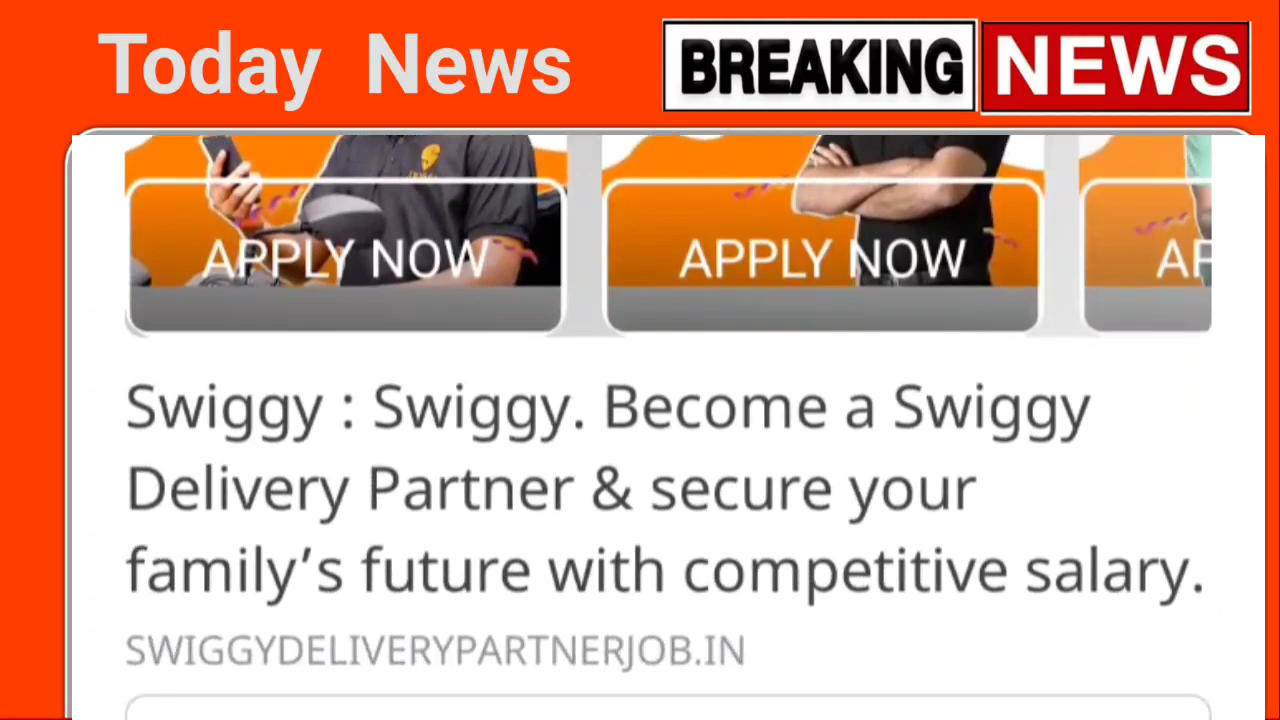 Today News
BREAKING NEWS
APPLY NOW APPLY NOW AP
Swiggy : Swiggy. Become a Swiggy
Delivery Partner & secure your
family’s future with competitive salary.
SWIGGYDELIVERYPARTNERJOB.IN